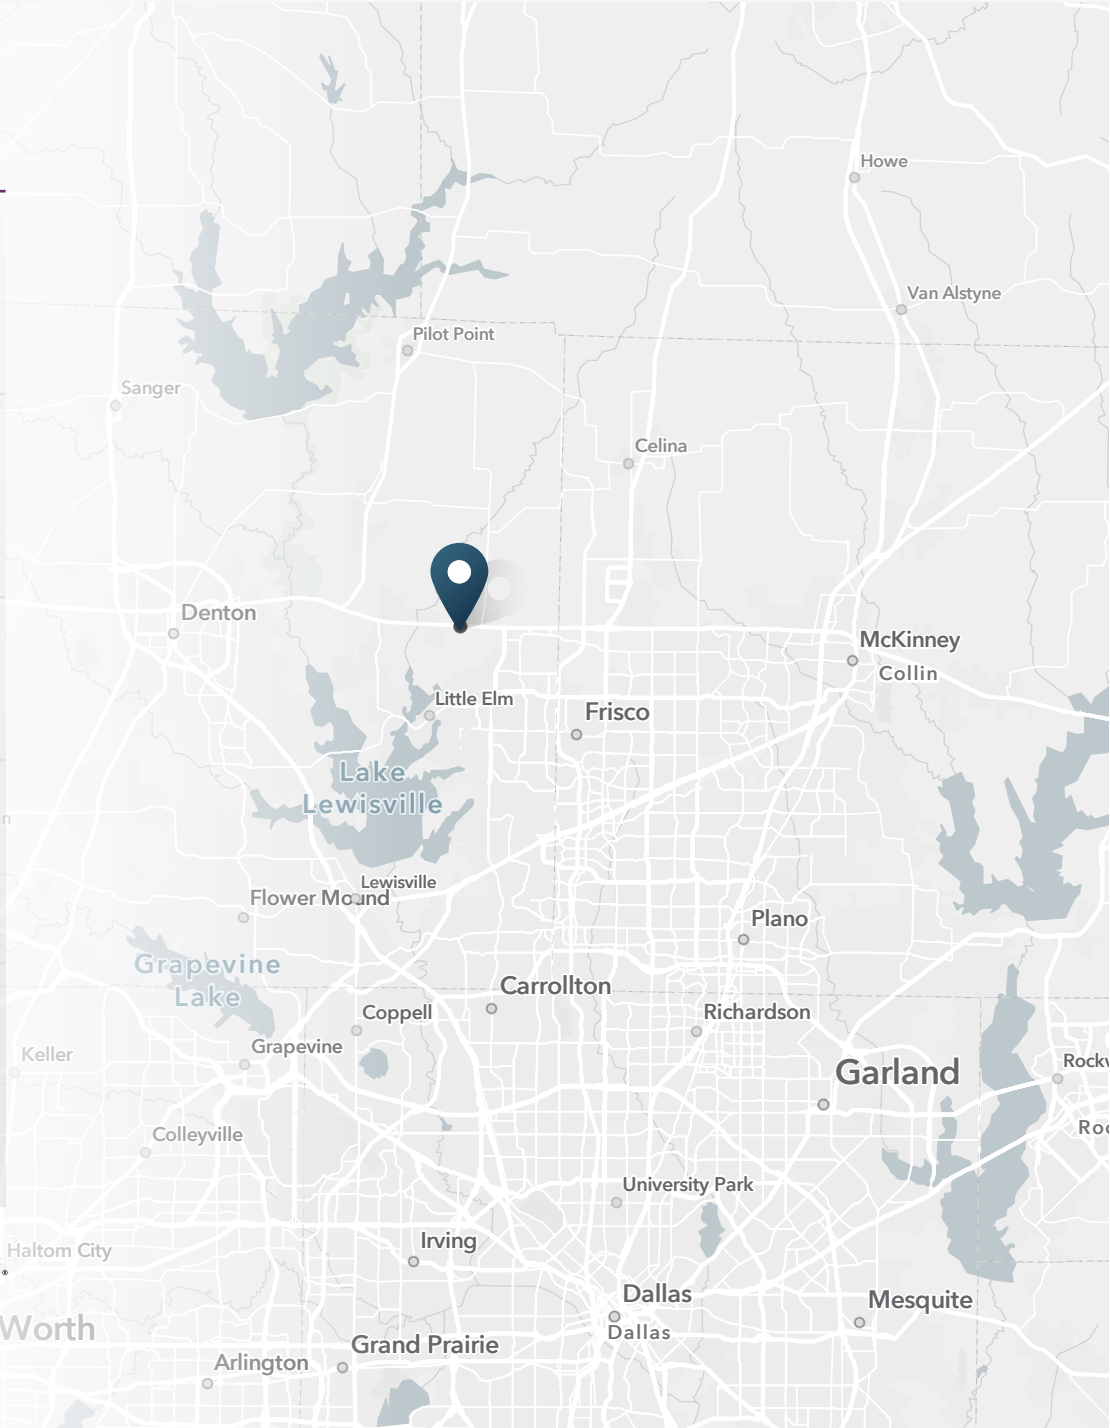 Howe
Van Alstyne
Pilot Point
Sanger
Celina
Denton
McKinney
Collin
Little Elm
Frisco
Lake
Lewisville
Lewisville
Flower Mound
Plano
Grapevine
Lake
Carrollton
Coppell
Richardson
Grapevine
Keller
Garland
Colleyville
University Park
Irving
Haltom City
Dallas
Mesquite
Dallas
Worth
Grand Prairie
Arlington